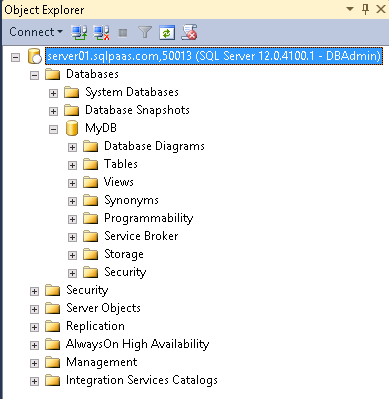 Object Explorer
Connect
server01.sqlpaas.com,50013 (SQL Server 12.0.4100.1 - DBAdmin)
Databases
System Databases
Database Snapshots
MyDB
Database Diagrams
Tables
Views
Synonyms
Programmability
Service Broker
Storage
Security
Security
Server Objects
Replication
AlwaysOn High Availability
Management
Integration Services Catalogs